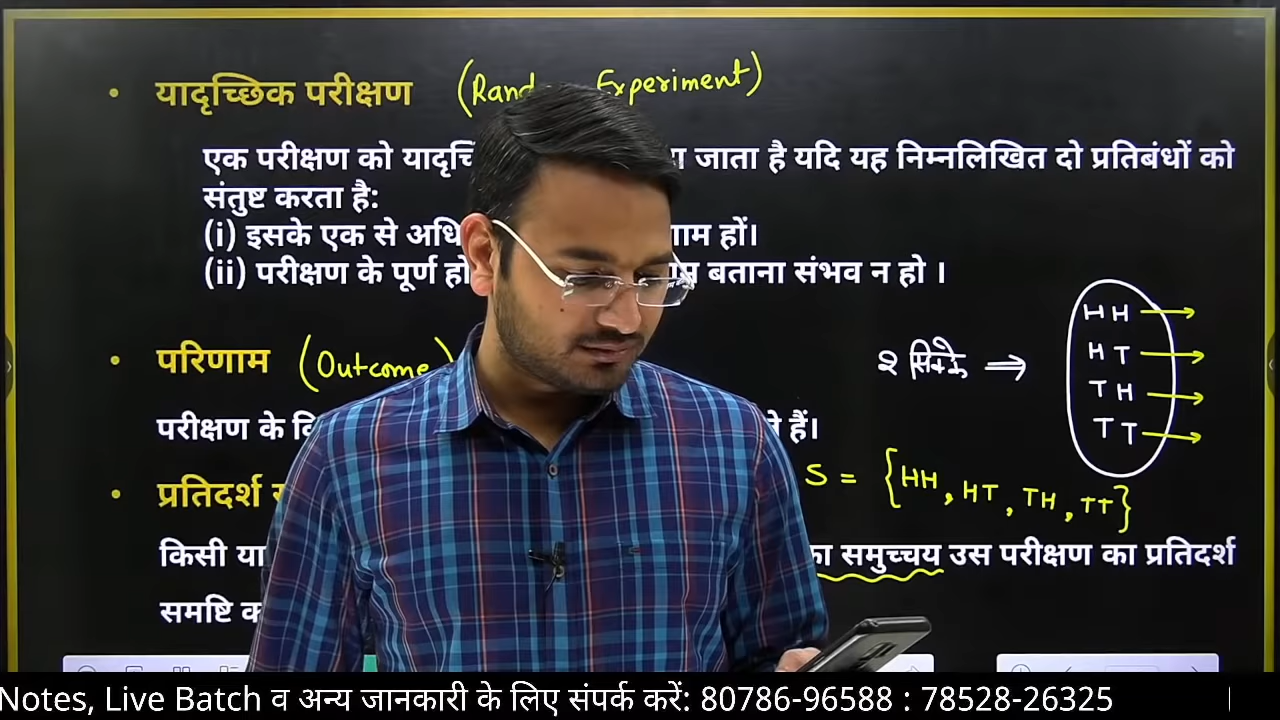 • यादृच्छिक परीक्षण (Rand Experiment)
एक परीक्षण को जाता है यदि यह निम्नलिखित दो प्रतिबंधों को
संतुष्ट करता है:
(i) इसके एक से हों।
(ii) परीक्षण के पूर्ण बताना संभव न हो ।
HH
HT
TH
TT
२ सिक्के ⇒
• परिणाम (Outcome)
परीक्षण के हैं।
S = {HH, HT, TH, TT}
• प्रतिदर्श
किसी का समुच्चय उस परीक्षण का प्रतिदर्श
समष्टि
Notes, Live Batch व अन्य जानकारी के लिए संपर्क करें: 80786-96588 : 78528-26325